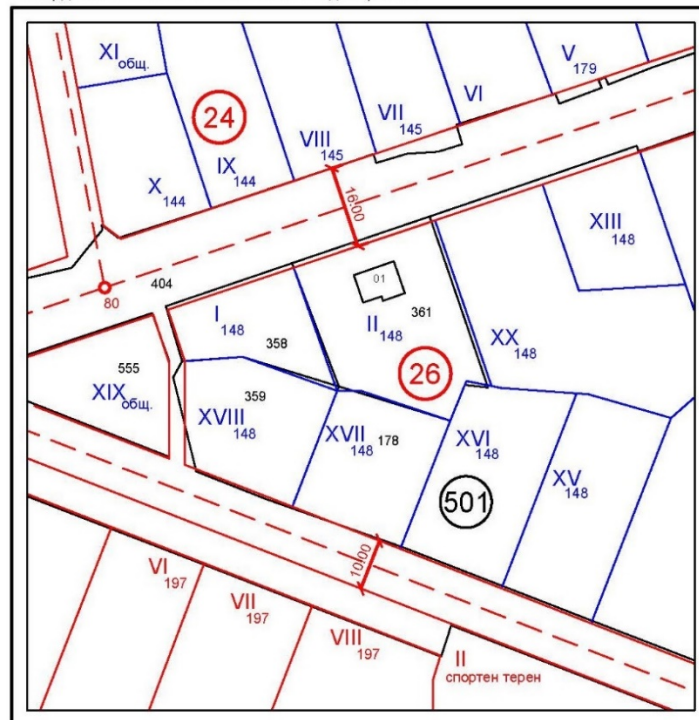 XI общ.
V 179
VI
VII 145
VIII 145
24
IX 144
X 144
16.00
XIII 148
404
80
01
I 148
II 148
361
358
XX 148
555
XIX общ.
26
359
XVIII 148
XVII 148
178
XVI 148
XV 148
501
10.00
VI 197
VII 197
VIII 197
II
спортен терен